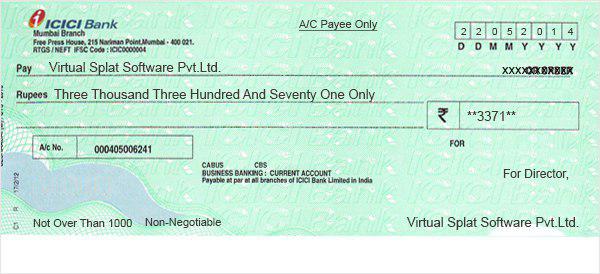 ICICI Bank
Mumbai Branch
Free Press House, 215 Nariman Point,Mumbai - 400 021.
RTGS / NEFT IFSC Code : ICIC0000004
A/C Payee Only
2 2 0 5 2 0 1 4
D D M M Y Y Y Y
Pay Virtual Splat Software Pvt.Ltd.
Rupees Three Thousand Three Hundred And Seventy One Only
₹ **3371**
A/c No. 000405006241
FOR
CABUS CBS
BUSINESS BANKING : CURRENT ACCOUNT
Payable at par at all branches of ICICI Bank Limited in India
For Director,
17/2/12
Not Over Than 1000 Non-Negotiable
Virtual Splat Software Pvt.Ltd.